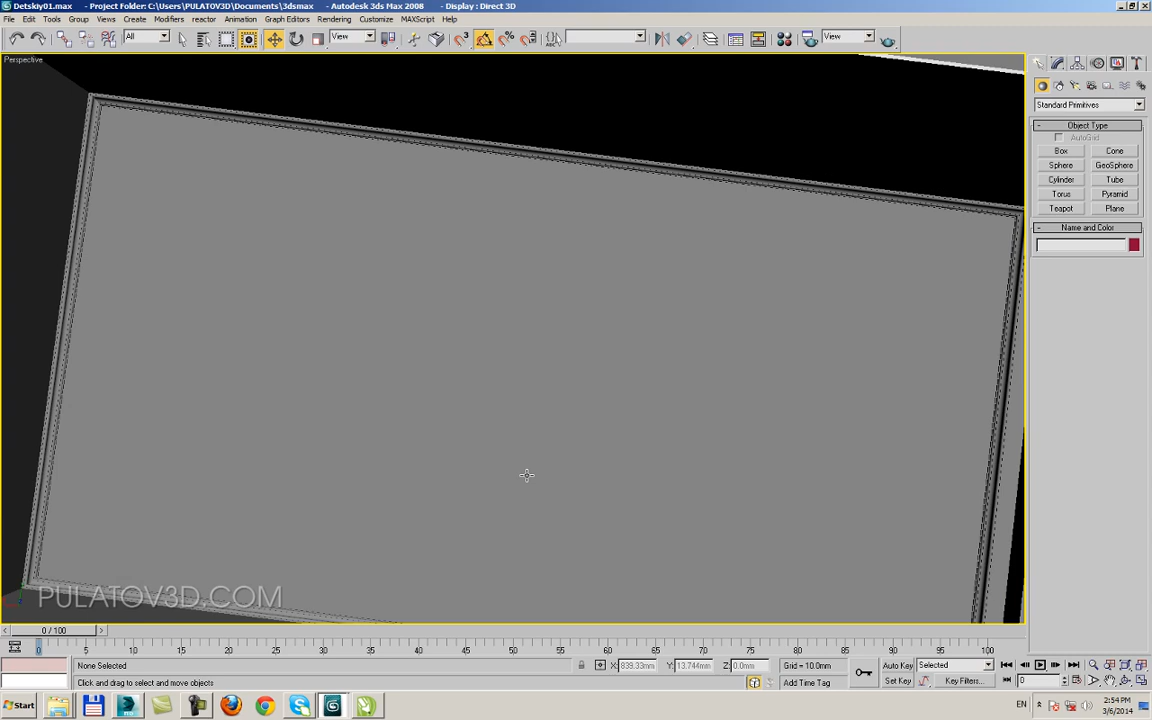 Detskiy01.max - Project Folder: C:\Users\PULATOV3D\Documents\3dsmax - Autodesk 3ds Max 2008 - Display : Direct 3D
File Edit Tools Group Views Create Modifiers reactor Animation Graph Editors Rendering Customize MAXScript Help
All View View
Perspective
Standard Primitives
- Object Type
AutoGrid
Box Cone
Sphere GeoSphere
Cylinder Tube
Torus Pyramid
Teapot Plane
- Name and Color
PULATOV3D.COM
0 / 100
0 5 10 15 20 25 30 35 40 45 50 55 60 65 70 75 80 85 90 95 100
None Selected X: 839.33mm Y: 13.744mm Z: 0.0mm Grid = 10.0mm Auto Key Selected
Click and drag to select and move objects Add Time Tag Set Key Key Filters... 0
Start EN 2:54 PM
3/6/2014